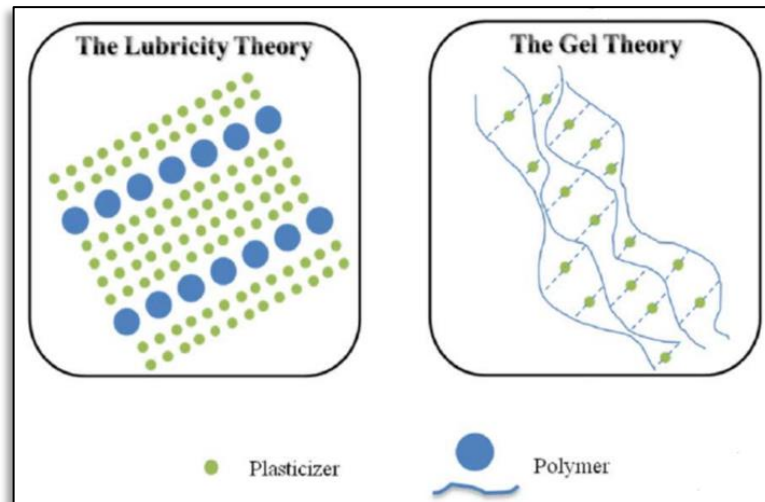 The Lubricity Theory
The Gel Theory
Plasticizer
Polymer